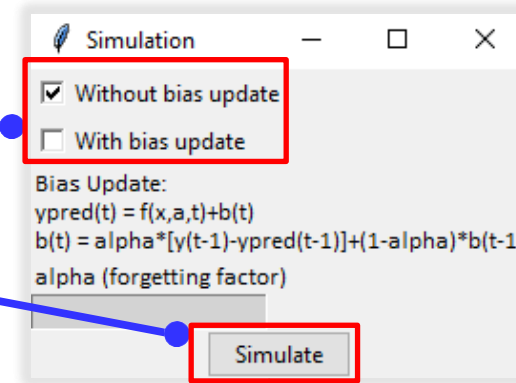 Simulation
Without bias update
With bias update
Bias Update:
ypred(t) = f(x,a,t)+b(t)
b(t) = alpha*[y(t-1)-ypred(t-1)]+(1-alpha)*b(t-1
alpha (forgetting factor)
Simulate